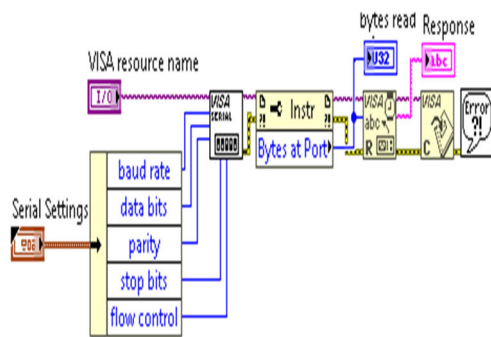 bytes read
Response
U32
abc
VISA resource name
I/O
VISA
SERIAL
?!
Instr
?!
Bytes at Port
VISA
abc
R
VISA
C
Error
?!
Serial Settings
baud rate
data bits
parity
stop bits
flow control